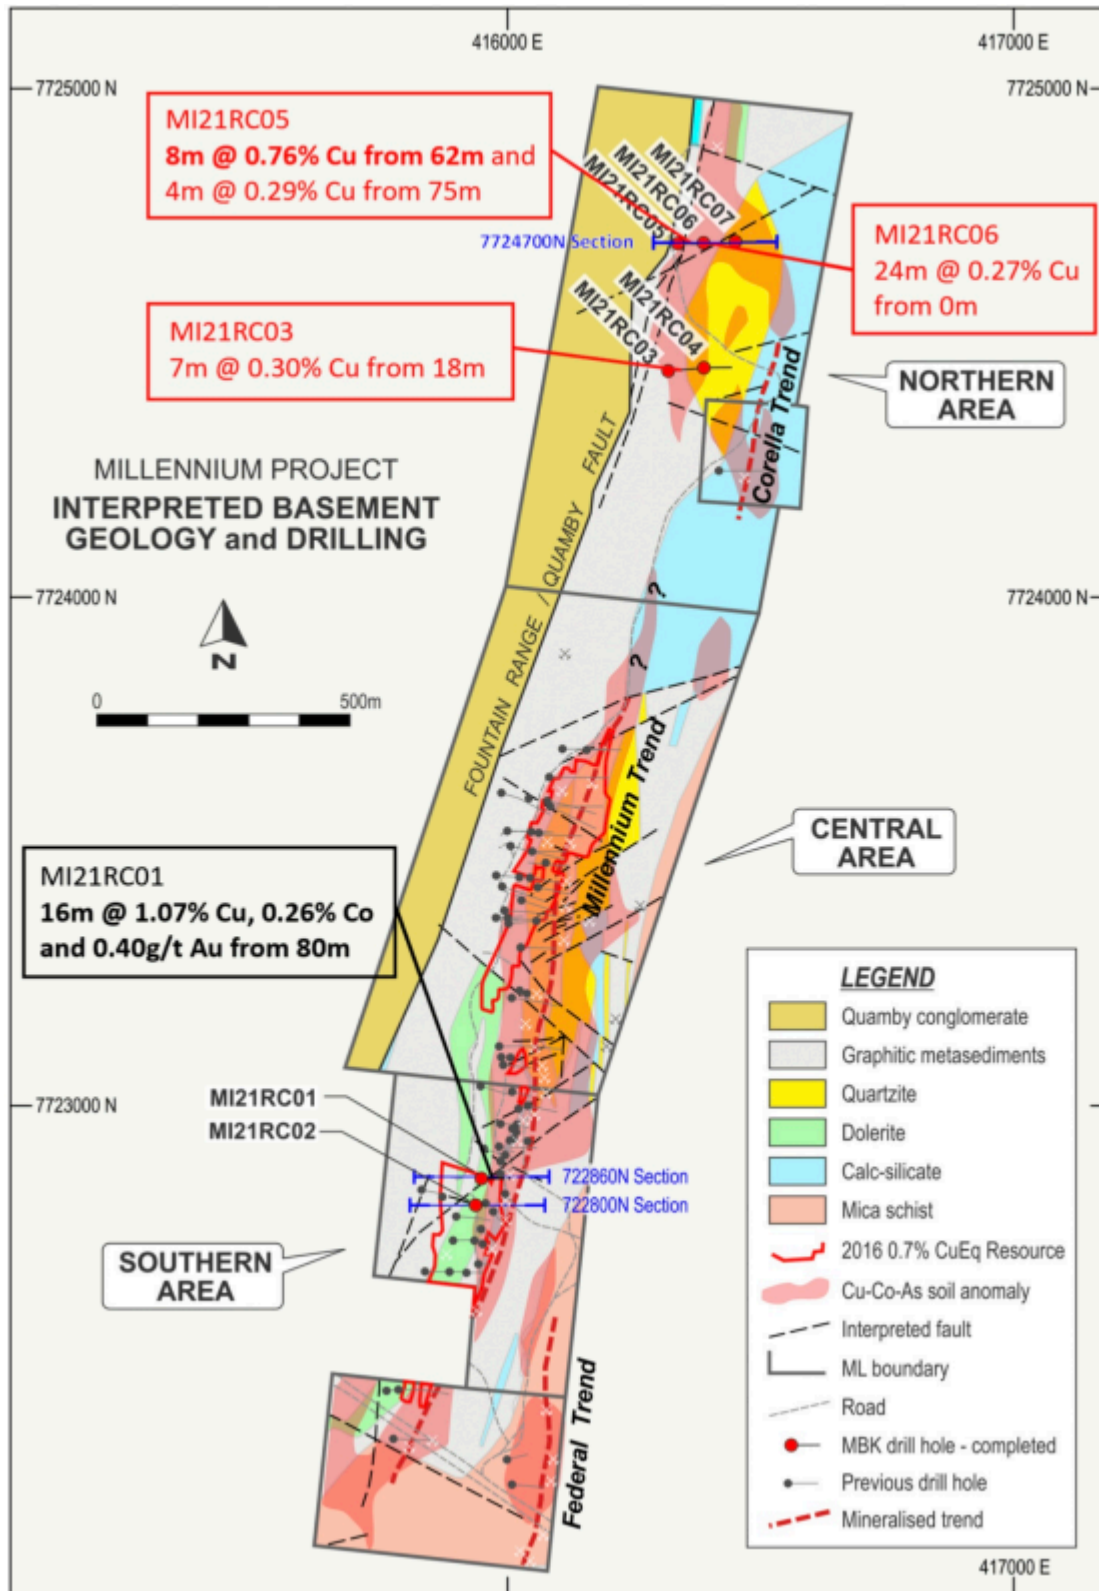 416000 E
417000 E
7725000 N
7725000 N
MI21RC05
8m @ 0.76% Cu from 62m and
4m @ 0.29% Cu from 75m
MI21RC05
MI21RC06
MI21RC07
7724700N Section
MI21RC06
24m @ 0.27% Cu
from 0m
MI21RC03
7m @ 0.30% Cu from 18m
MI21RC03
MI21RC04
NORTHERN
AREA
Corella Trend
MILLENNIUM PROJECT
INTERPRETED BASEMENT
GEOLOGY and DRILLING
FOUNTAIN RANGE / QUAMBY FAULT
7724000 N
7724000 N
?
?
N
0
500m
Millennium Trend
CENTRAL
AREA
MI21RC01
16m @ 1.07% Cu, 0.26% Co
and 0.40g/t Au from 80m
7723000 N
MI21RC01
MI21RC02
722860N Section
722800N Section
SOUTHERN
AREA
Federal Trend
LEGEND
Quamby conglomerate
Graphitic metasediments
Quartzite
Dolerite
Calc-silicate
Mica schist
2016 0.7% CuEq Resource
Cu-Co-As soil anomaly
Interpreted fault
ML boundary
Road
MBK drill hole - completed
Previous drill hole
Mineralised trend
417000 E